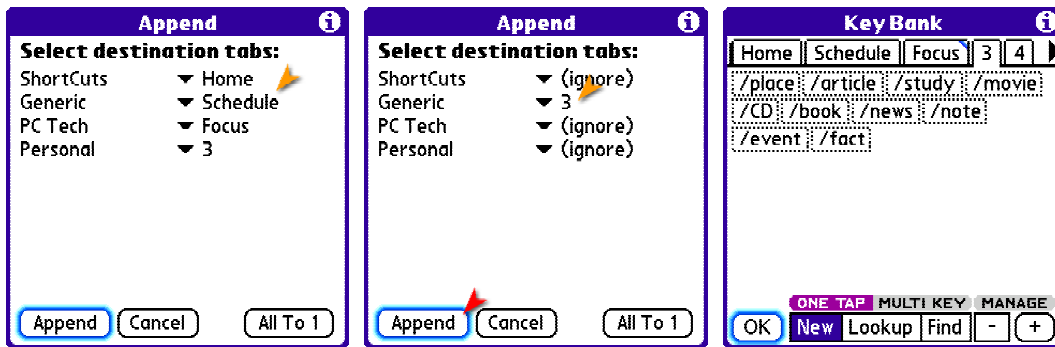 Append
Select destination tabs:
ShortCuts Home
Generic Schedule
PC Tech Focus
Personal 3
Append Cancel All To 1
Append
Select destination tabs:
ShortCuts (ignore)
Generic 3
PC Tech (ignore)
Personal (ignore)
Append Cancel All To 1
Key Bank
Home Schedule Focus 3 4
/place /article /study /movie
/CD /book /news /note
/event /fact
ONE TAP MULTI KEY MANAGE
OK New Lookup Find - +